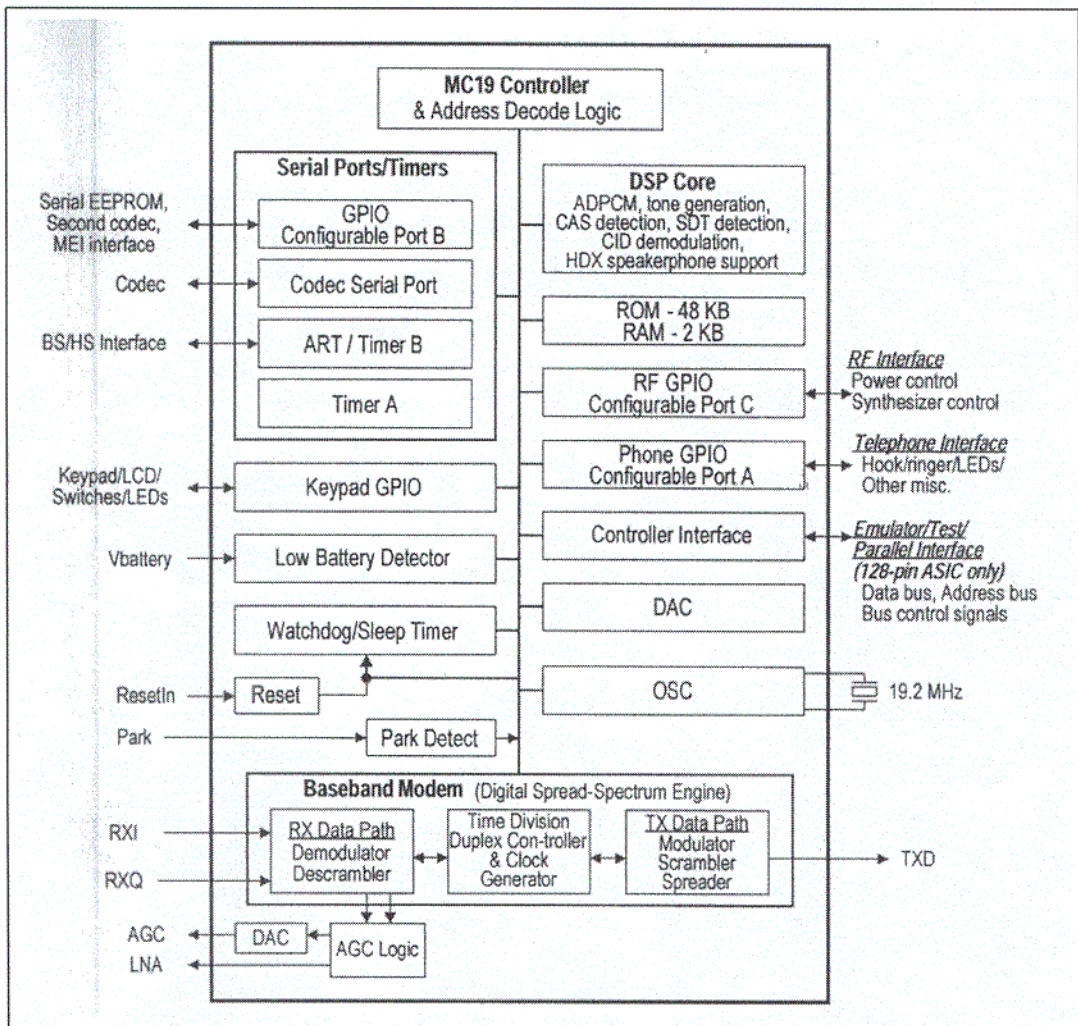 MC19 Controller
& Address Decode Logic
Serial Ports/Timers
Serial EEPROM,
Second codec,
MEI interface
GPIO
Configurable Port B
Codec
Codec Serial Port
BS/HS Interface
ART / Timer B
Timer A
Keypad/LCD/
Switches/LEDs
Keypad GPIO
Vbattery
Low Battery Detector
Watchdog/Sleep Timer
ResetIn
Reset
Park
Park Detect
DSP Core
ADPCM, tone generation,
CAS detection, SDT detection,
CID demodulation,
HDX speakerphone support
ROM - 48 KB
RAM - 2 KB
RF GPIO
Configurable Port C
RF Interface
Power control
Synthesizer control
Phone GPIO
Configurable Port A
Telephone Interface
Hook/ringer/LEDs/
Other misc.
Controller Interface
Emulator/Test/
Parallel Interface
(128-pin ASIC only)
Data bus, Address bus
Bus control signals
DAC
OSC
19.2 MHz
Baseband Modem (Digital Spread-Spectrum Engine)
RXI
RXQ
RX Data Path
Demodulator
Descrambler
Time Division
Duplex Con-troller
& Clock
Generator
TX Data Path
Modulator
Scrambler
Spreader
TXD
AGC
LNA
DAC
AGC Logic